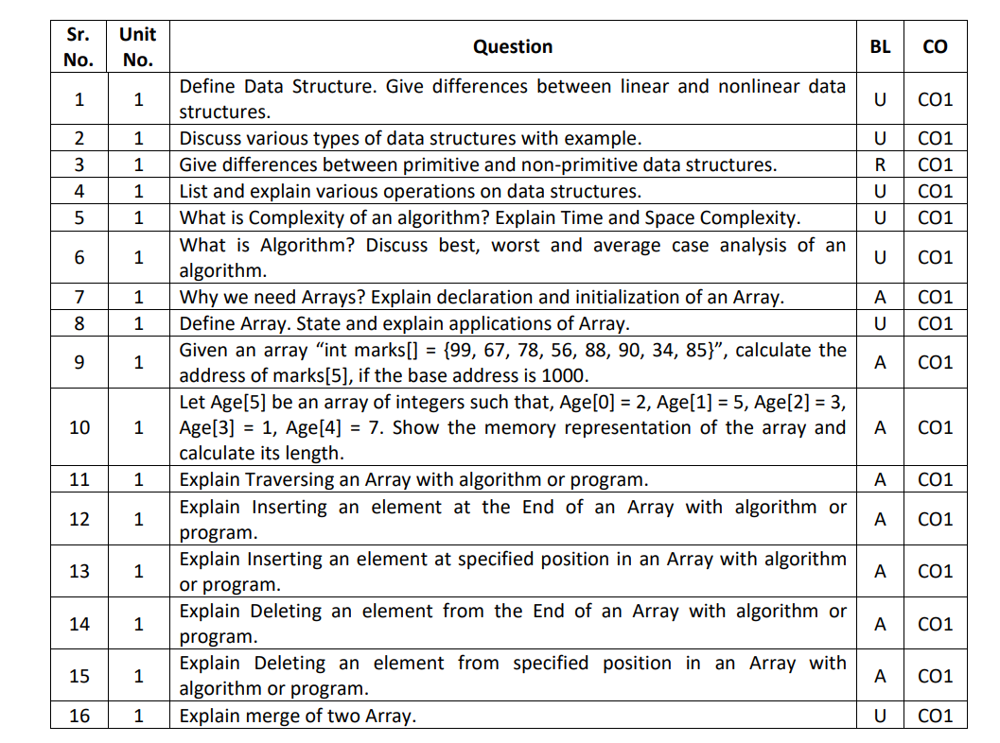 Sr. No. Unit No. Question BL CO
1 1 Define Data Structure. Give differences between linear and nonlinear data U CO1
structures.
2 1 Discuss various types of data structures with example. U CO1
3 1 Give differences between primitive and non-primitive data structures. R CO1
4 1 List and explain various operations on data structures. U CO1
5 1 What is Complexity of an algorithm? Explain Time and Space Complexity. U CO1
6 1 What is Algorithm? Discuss best, worst and average case analysis of an U CO1
algorithm.
7 1 Why we need Arrays? Explain declaration and initialization of an Array. A CO1
8 1 Define Array. State and explain applications of Array. U CO1
9 1 Given an array “int marks[] = {99, 67, 78, 56, 88, 90, 34, 85}”, calculate the A CO1
address of marks[5], if the base address is 1000.
10 1 Let Age[5] be an array of integers such that, Age[0] = 2, Age[1] = 5, Age[2] = 3, A CO1
Age[3] = 1, Age[4] = 7. Show the memory representation of the array and
calculate its length.
11 1 Explain Traversing an Array with algorithm or program. A CO1
12 1 Explain Inserting an element at the End of an Array with algorithm or A CO1
program.
13 1 Explain Inserting an element at specified position in an Array with algorithm A CO1
or program.
14 1 Explain Deleting an element from the End of an Array with algorithm or A CO1
program.
15 1 Explain Deleting an element from specified position in an Array with A CO1
algorithm or program.
16 1 Explain merge of two Array. U CO1